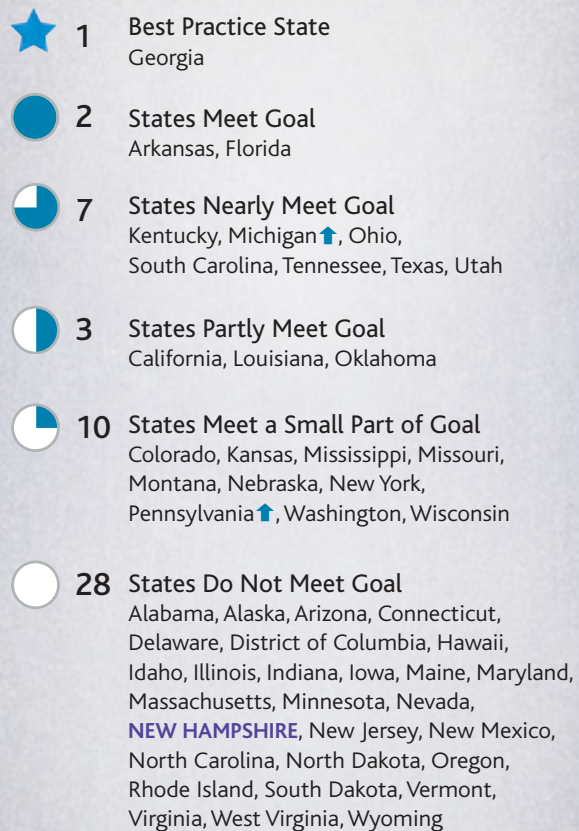 1 Best Practice State
Georgia
2 States Meet Goal
Arkansas, Florida
7 States Nearly Meet Goal
Kentucky, Michigan⬆, Ohio,
South Carolina, Tennessee, Texas, Utah
3 States Partly Meet Goal
California, Louisiana, Oklahoma
10 States Meet a Small Part of Goal
Colorado, Kansas, Mississippi, Missouri,
Montana, Nebraska, New York,
Pennsylvania⬆, Washington, Wisconsin
28 States Do Not Meet Goal
Alabama, Alaska, Arizona, Connecticut,
Delaware, District of Columbia, Hawaii,
Idaho, Illinois, Indiana, Iowa, Maine, Maryland,
Massachusetts, Minnesota, Nevada,
NEW HAMPSHIRE, New Jersey, New Mexico,
North Carolina, North Dakota, Oregon,
Rhode Island, South Dakota, Vermont,
Virginia, West Virginia, Wyoming